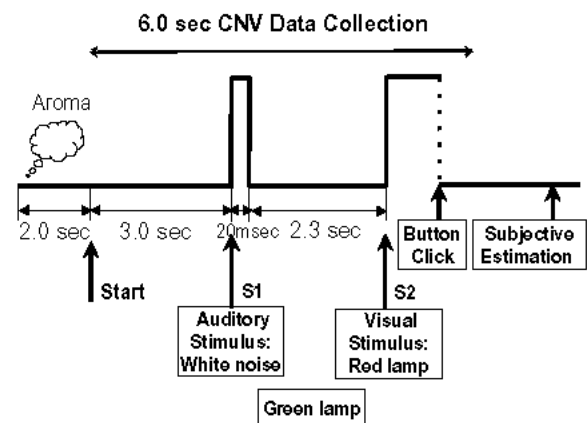 6.0 sec CNV Data Collection
Aroma
2.0 sec
3.0 sec
20msec
2.3 sec
Start
S1
Auditory
Stimulus:
White noise
S2
Visual
Stimulus:
Red lamp
Button
Click
Subjective
Estimation
Green lamp